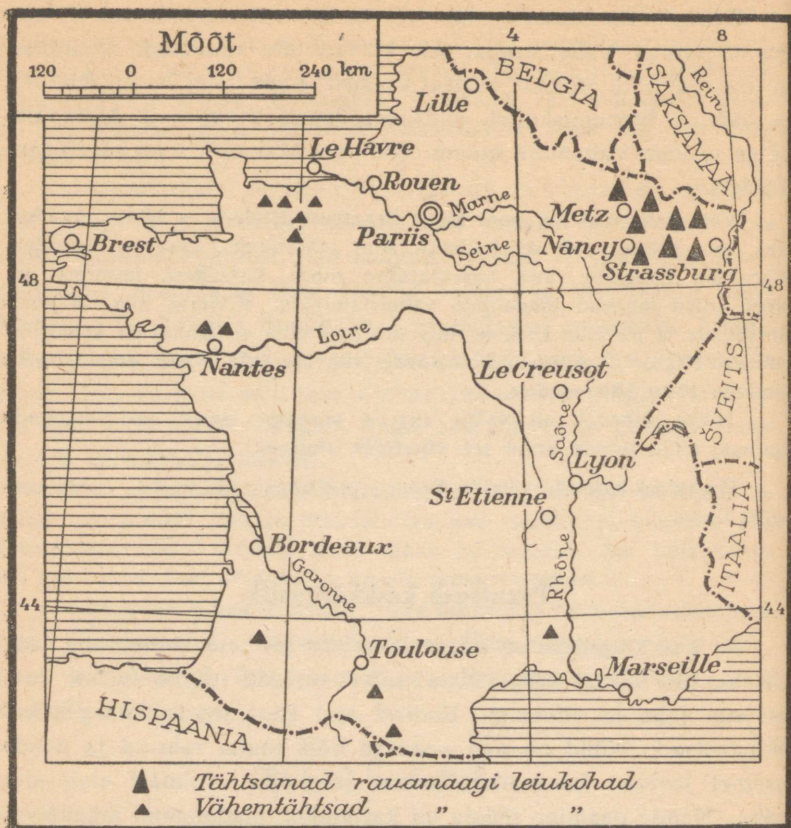 Mõõt
120 0 120 240 km
4 8
BELGIA
SAKSAMAA
Rein
Lille
Le Havre
Rouen
Marne
Metz
Pariis
Nancy
Brest
Seine
Strassburg
48 48
Loire
Nantes
Le Creusot
ŠVEITS
Saône
Lyon
St Etienne
ITAALIA
Bordeaux
Garonne
Rhône
44 44
Toulouse
Marseille
HISPAANIA
Tähtsamad ravamaagi leiukohad
Vähemtähtsad " "